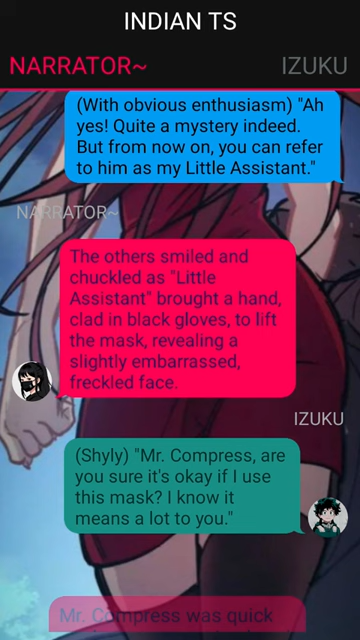 INDIAN TS
NARRATOR~
IZUKU
(With obvious enthusiasm) "Ah
yes! Quite a mystery indeed.
But from now on, you can refer
to him as my Little Assistant."
NARRATOR~
The others smiled and
chuckled as "Little
Assistant" brought a hand,
clad in black gloves, to lift
the mask, revealing a
slightly embarrassed,
freckled face.
IZUKU
(Shyly) "Mr. Compress, are
you sure it's okay if I use
this mask? I know it
means a lot to you."
Mr. Compress was quick